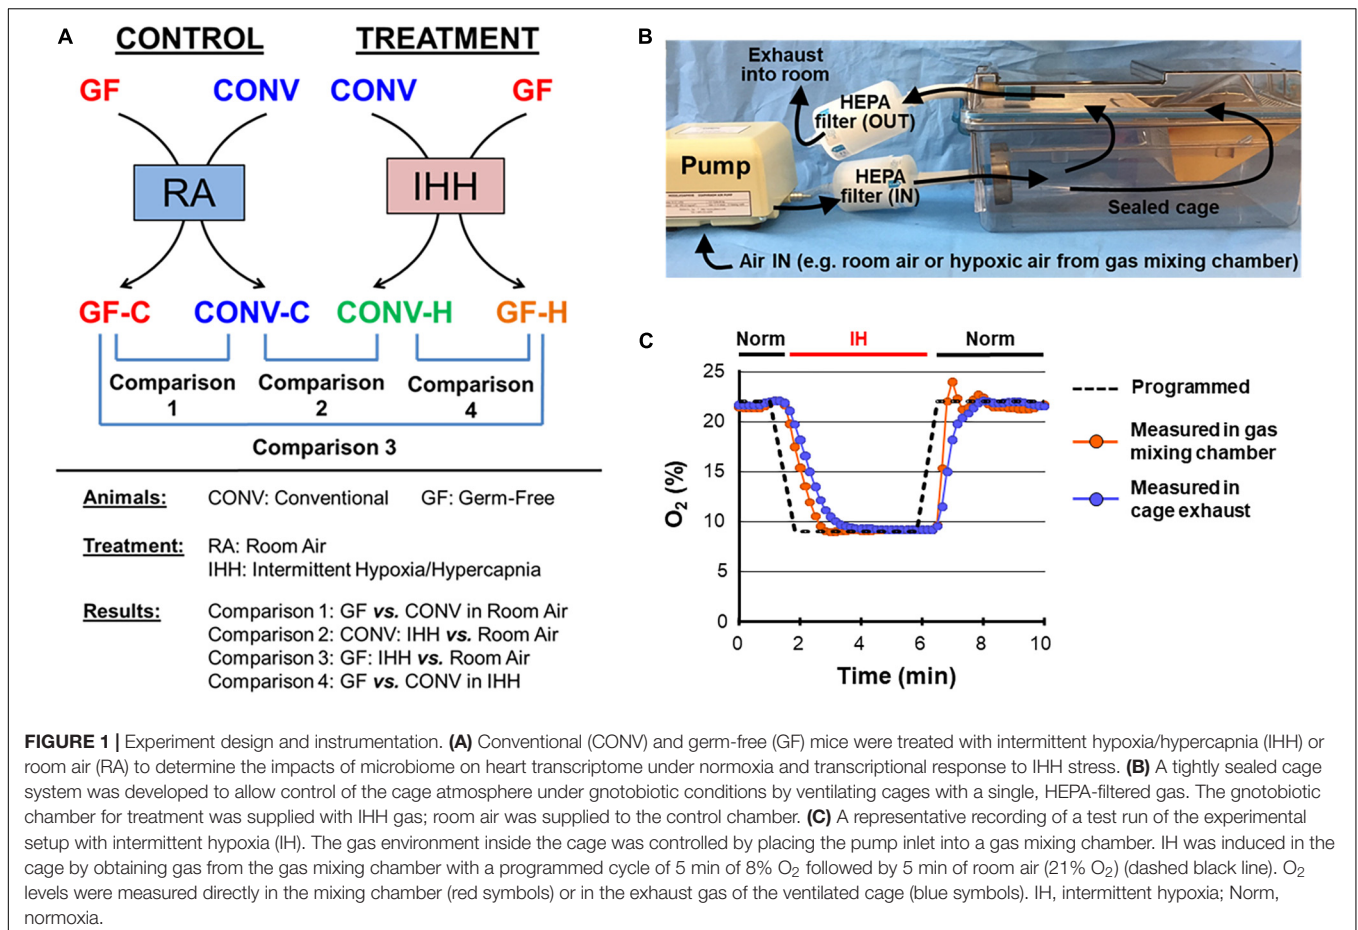 A
CONTROL TREATMENT
GF CONV CONV GF
RA IHH
GF-C CONV-C CONV-H GF-H
Comparison 1
Comparison 2
Comparison 4
Comparison 3
Animals: CONV: Conventional GF: Germ-Free
Treatment: RA: Room Air
IHH: Intermittent Hypoxia/Hypercapnia
Results: Comparison 1: GF vs. CONV in Room Air
Comparison 2: CONV: IHH vs. Room Air
Comparison 3: GF: IHH vs. Room Air
Comparison 4: GF vs. CONV in IHH
B
Exhaust
into room
HEPA
filter (OUT)
Pump
HEPA
filter (IN)
Sealed cage
Air IN (e.g. room air or hypoxic air from gas mixing chamber)
C
Norm IH Norm
25
20
15
10
5
0
O2 (%)
0 2 4 6 8 10
Time (min)
Programmed
Measured in gas
mixing chamber
Measured in
cage exhaust
FIGURE 1 | Experiment design and instrumentation. (A) Conventional (CONV) and germ-free (GF) mice were treated with intermittent hypoxia/hypercapnia (IHH) or
room air (RA) to determine the impacts of microbiome on heart transcriptome under normoxia and transcriptional response to IHH stress. (B) A tightly sealed cage
system was developed to allow control of the cage atmosphere under gnotobiotic conditions by ventilating cages with a single, HEPA-filtered gas. The gnotobiotic
chamber for treatment was supplied with IHH gas; room air was supplied to the control chamber. (C) A representative recording of a test run of the experimental
setup with intermittent hypoxia (IH). The gas environment inside the cage was controlled by placing the pump inlet into a gas mixing chamber. IH was induced in the
cage by obtaining gas from the gas mixing chamber with a programmed cycle of 5 min of 8% O2 followed by 5 min of room air (21% O2) (dashed black line). O2
levels were measured directly in the mixing chamber (red symbols) or in the exhaust gas of the ventilated cage (blue symbols). IH, intermittent hypoxia; Norm,
normoxia.